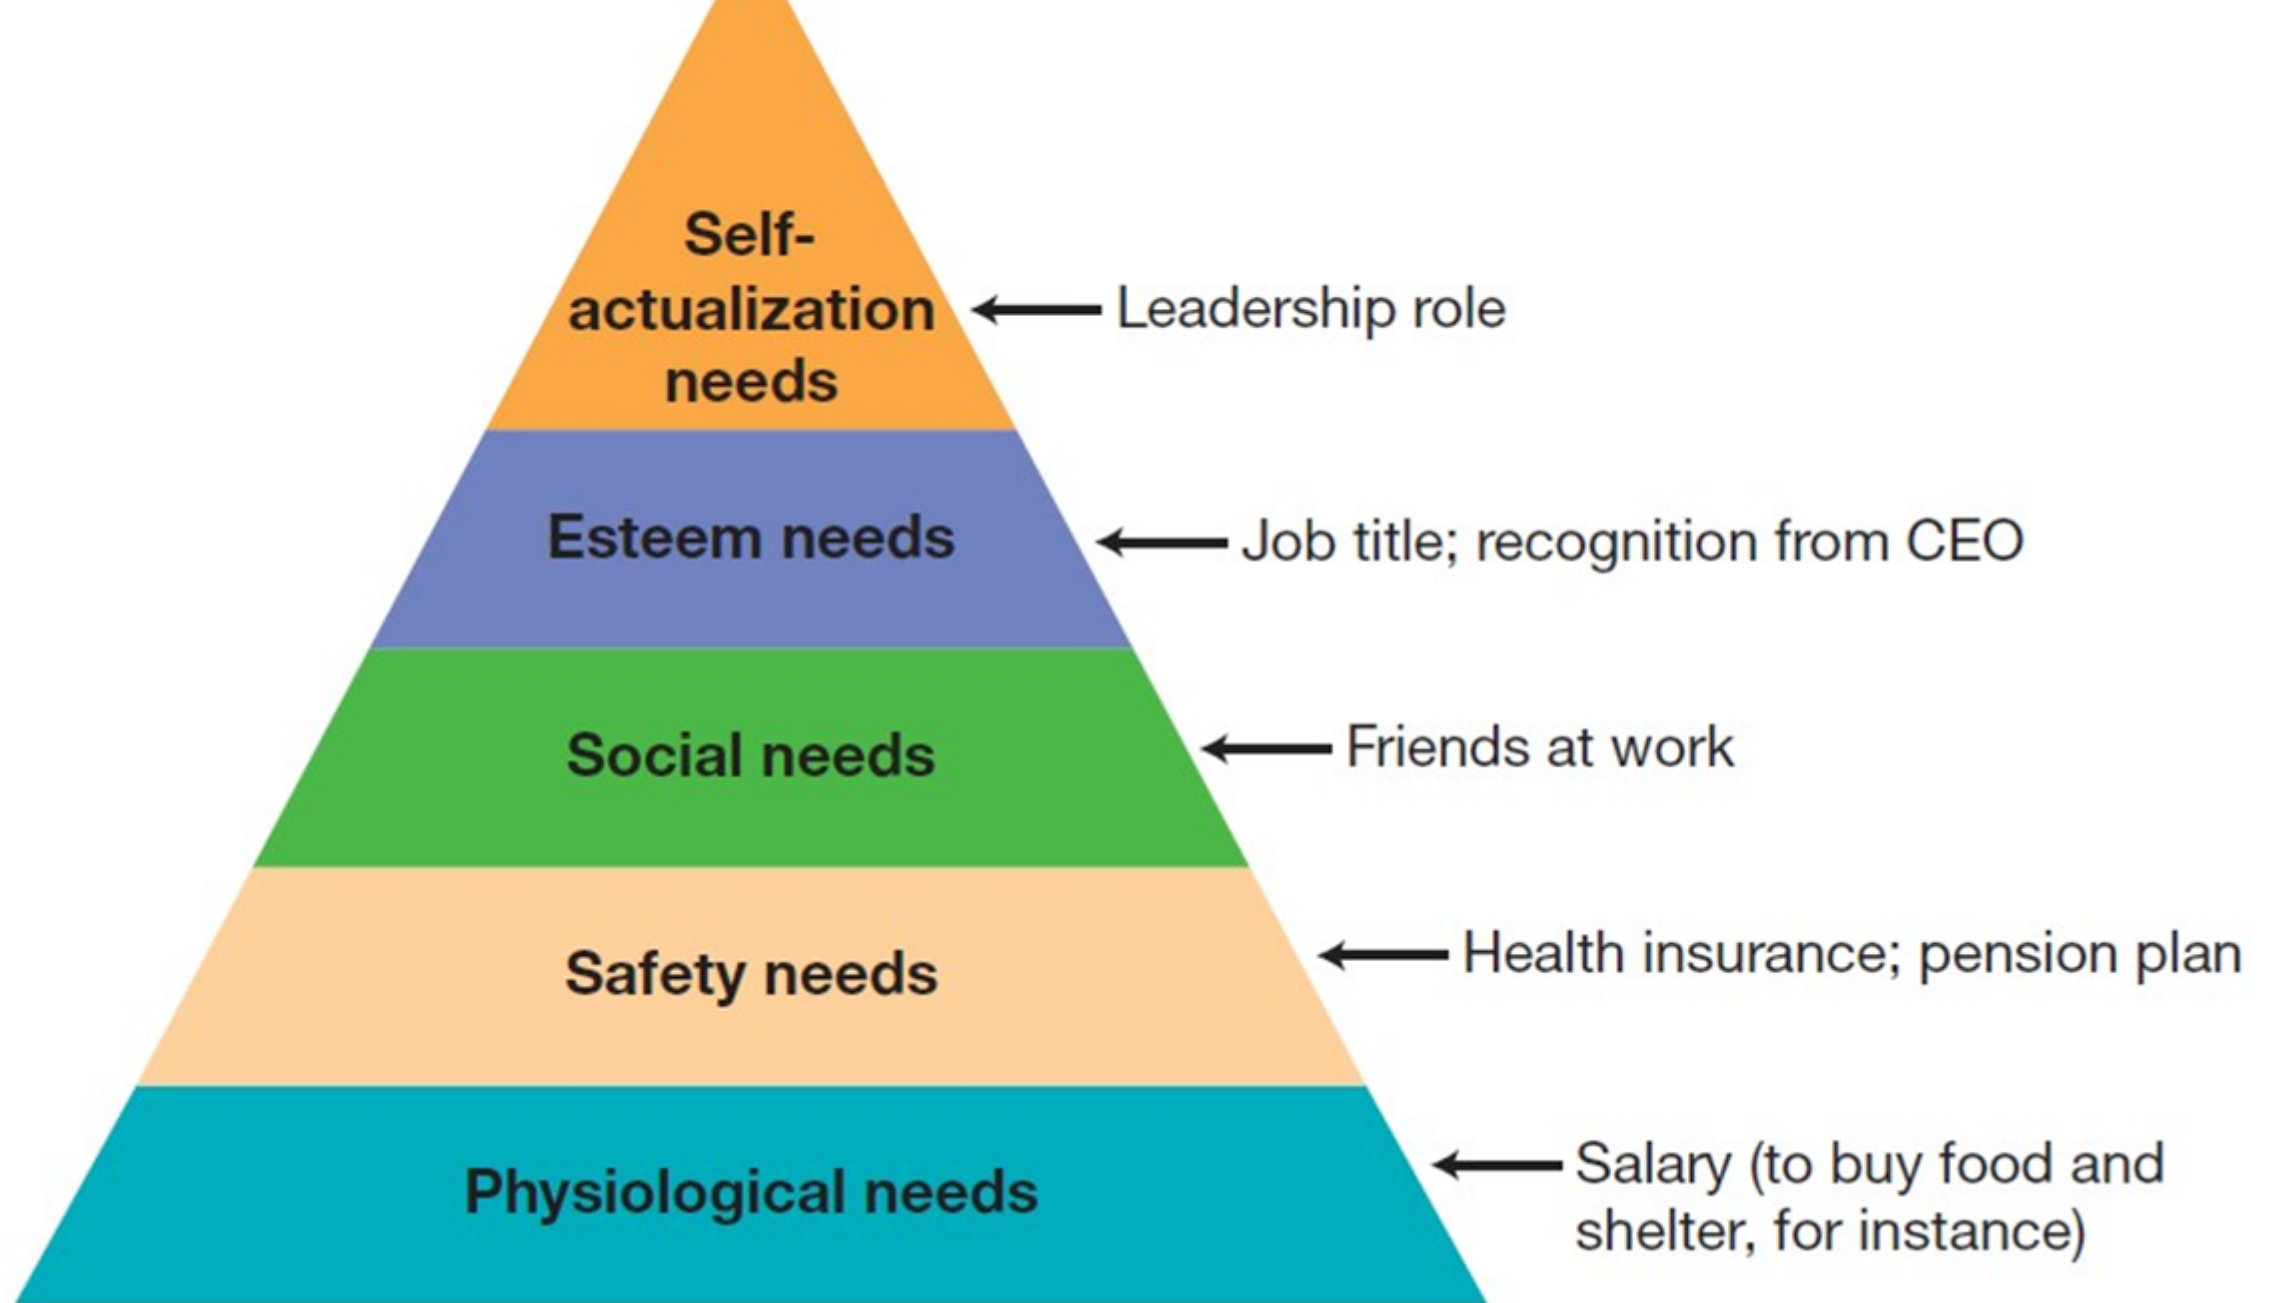 Self-
actualization
needs
Leadership role
Esteem needs
Job title; recognition from CEO
Social needs
Friends at work
Safety needs
Health insurance; pension plan
Physiological needs
Salary (to buy food and
shelter, for instance)